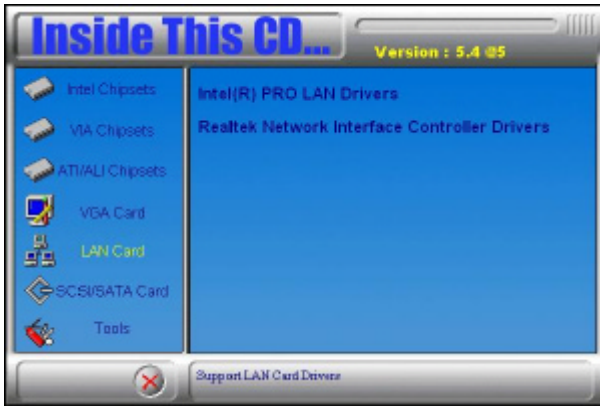 Inside This CD...
Version : 5.4 @5
Intel Chipsets
VIA Chipsets
ATI/ALI Chipsets
VGA Card
LAN Card
SCSI/SATA Card
Tools
Intel(R) PRO LAN Drivers
Realtek Network Interface Controller Drivers
Support LAN Card Drivers